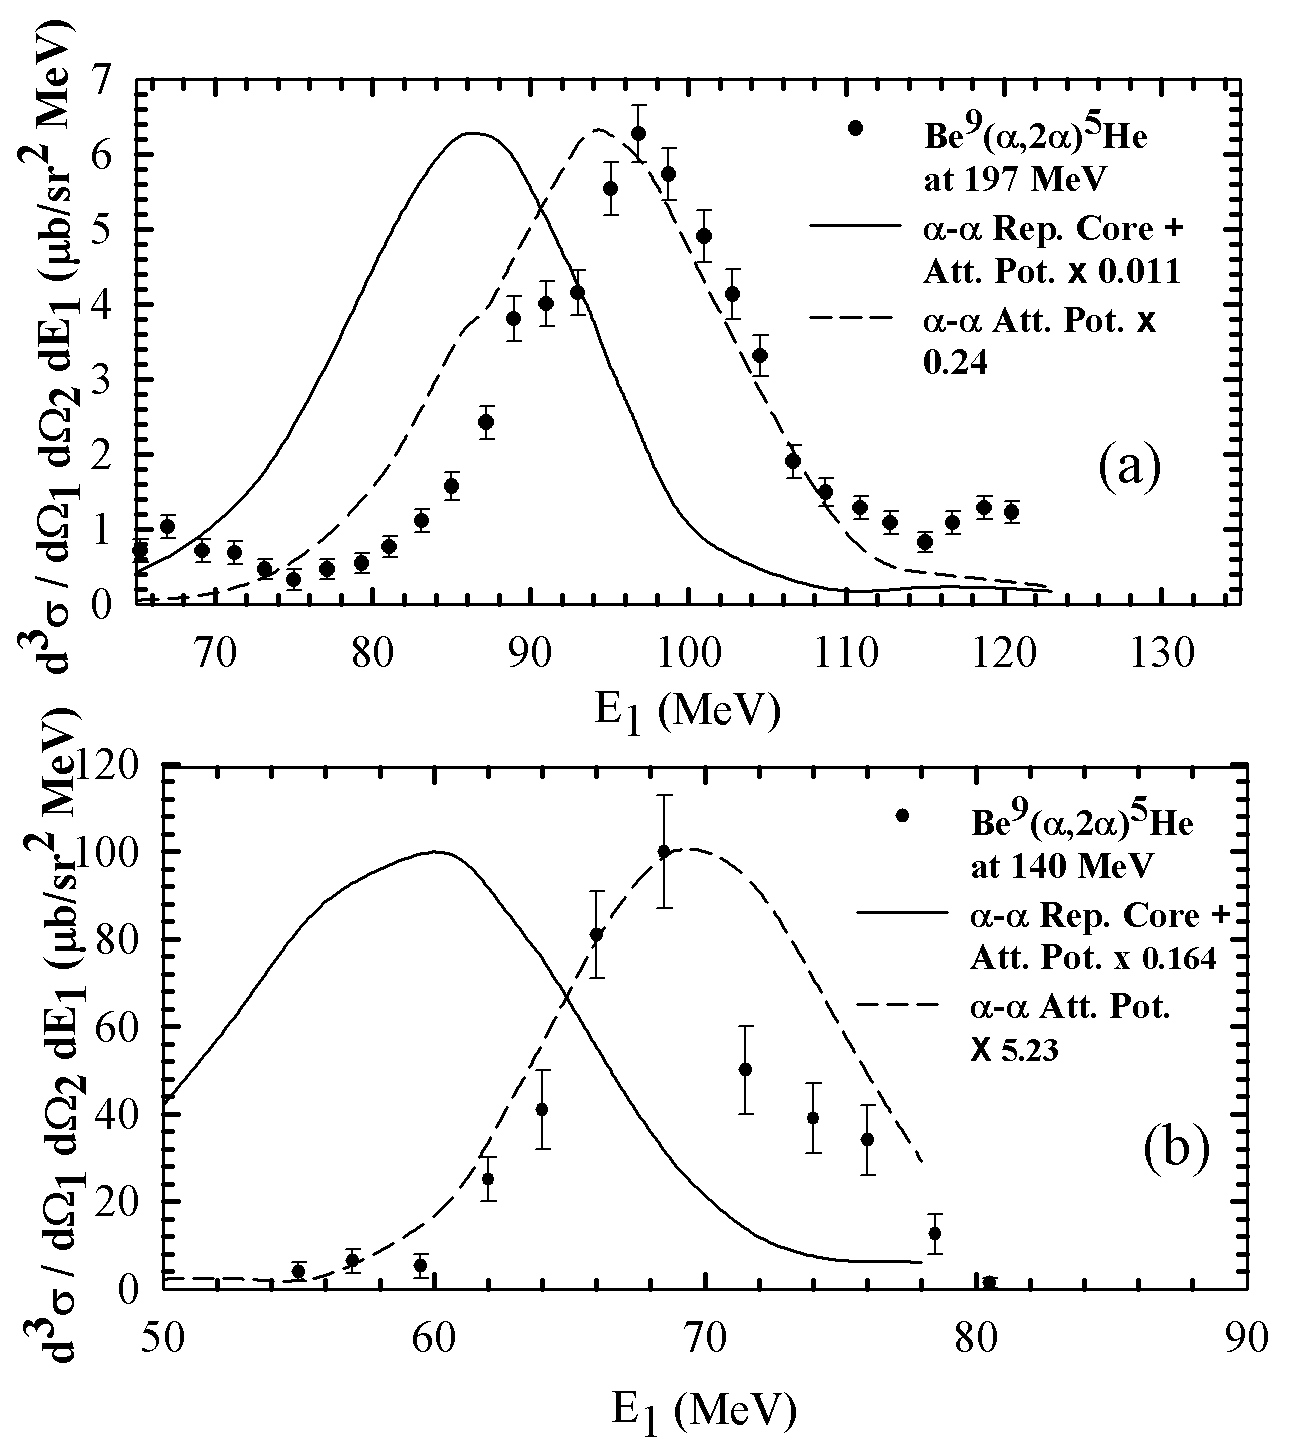 d³σ / dΩ₁ dΩ₂ dE₁ (μb/sr² MeV)
7
6
5
4
3
2
1
0
Be⁹(α,2α)⁵He
at 197 MeV
α-α Rep. Core +
Att. Pot. x 0.011
α-α Att. Pot. x
0.24
(a)
70 80 90 100 110 120 130
E₁ (MeV)
d³σ / dΩ₁ dΩ₂ dE₁ (μb/sr² MeV)
120
100
80
60
40
20
0
Be⁹(α,2α)⁵He
at 140 MeV
α-α Rep. Core +
Att. Pot. x 0.164
α-α Att. Pot.
X 5.23
(b)
50 60 70 80 90
E₁ (MeV)